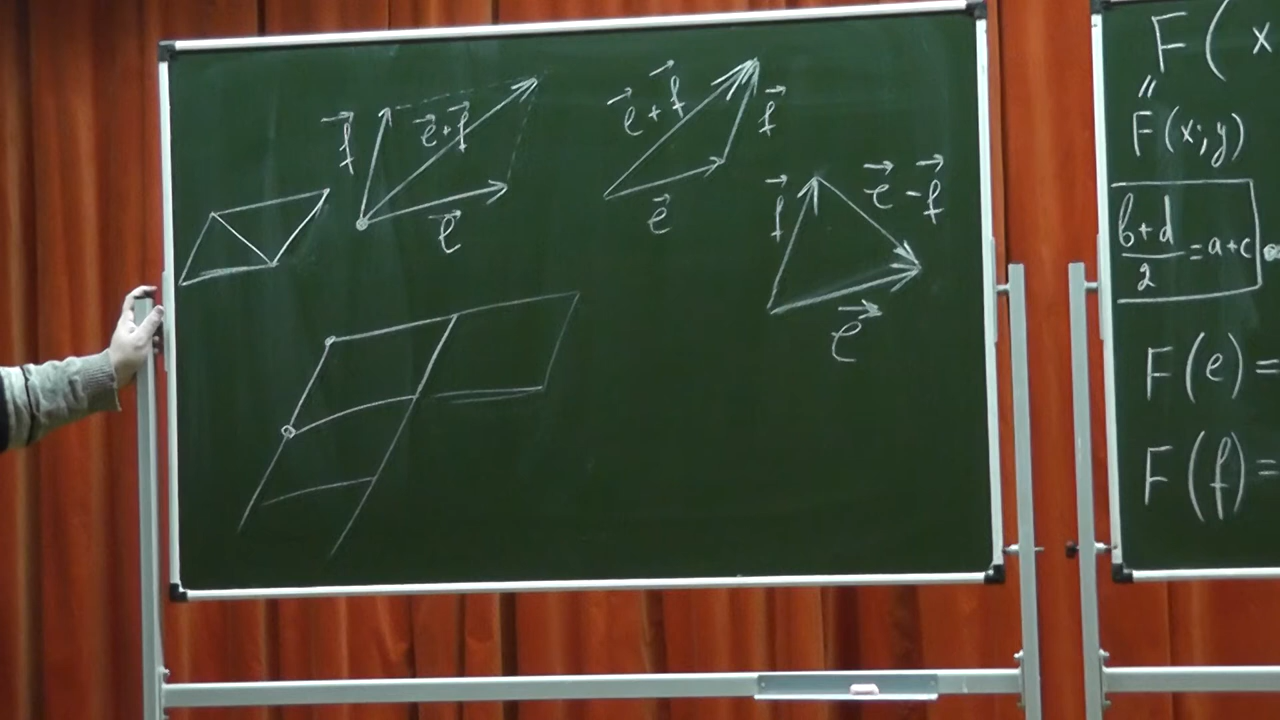 f⃗
e⃗+f⃗
e⃗
e⃗+f⃗
f⃗
e⃗
f⃗
e⃗-f⃗
e⃗
F(x
"
F(x;y)
b+d
2
=a+c
F(e)=
F(f)=